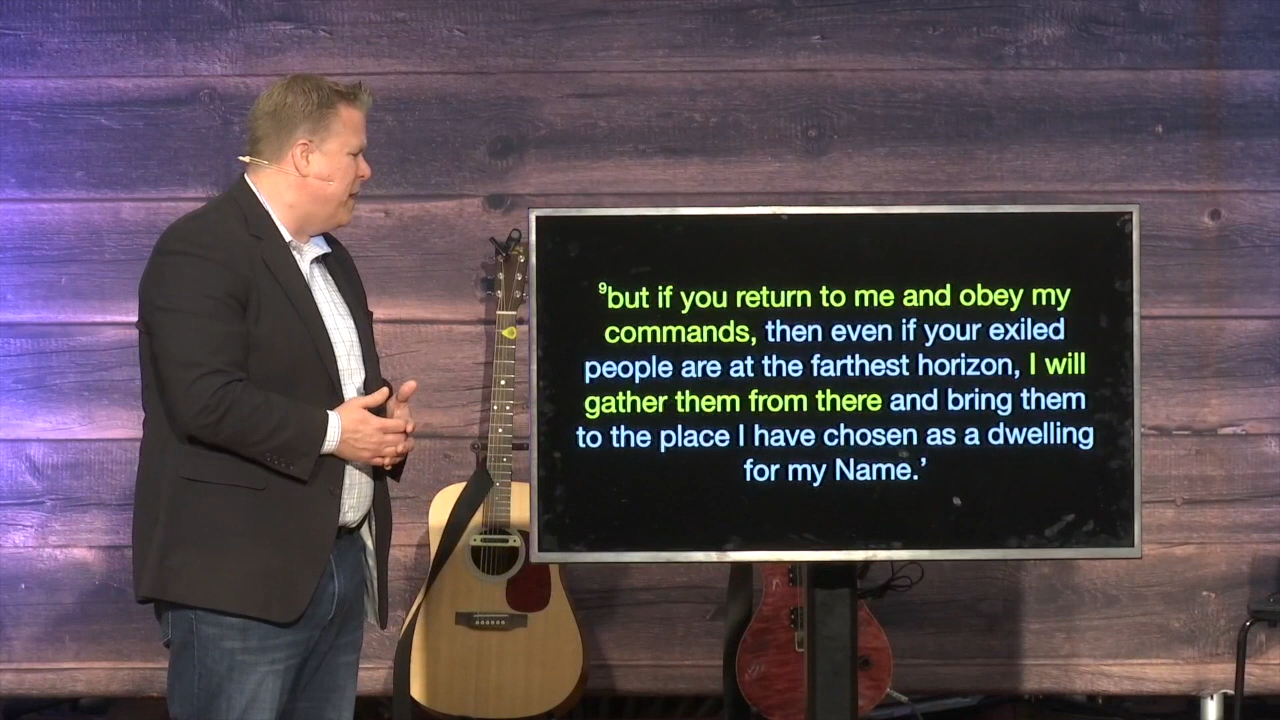 ⁹but if you return to me and obey my
commands, then even if your exiled
people are at the farthest horizon, I will
gather them from there and bring them
to the place I have chosen as a dwelling
for my Name.’